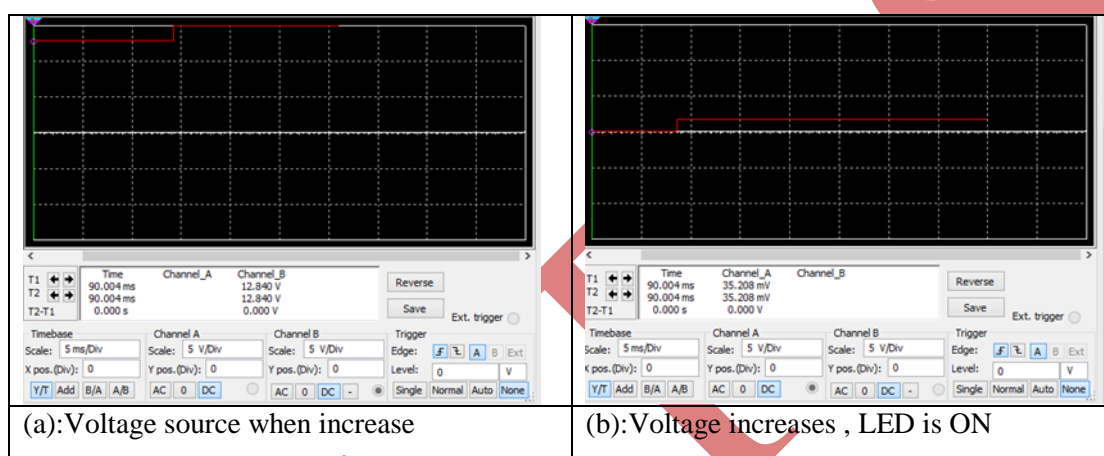 Time Channel_A Channel_B
T1 90.004 ms 12.840 V
T2 90.004 ms 12.840 V
T2-T1 0.000 s 0.000 V
Reverse
Save
Ext. trigger
Timebase
Scale: 5 ms/Div
X pos.(Div): 0
Y/T Add B/A A/B
Channel A
Scale: 5 V/Div
Y pos.(Div): 0
AC 0 DC
Channel B
Scale: 5 V/Div
Y pos.(Div): 0
AC 0 DC -
Trigger
Edge: A B Ext
Level: 0 V
Single Normal Auto None
(a):Voltage source when increase
Time Channel_A Channel_B
T1 90.004 ms 35.208 mV
T2 90.004 ms 35.208 mV
T2-T1 0.000 s 0.000 V
Reverse
Save
Ext. trigger
Timebase
Scale: 5 ms/Div
X pos.(Div): 0
Y/T Add B/A A/B
Channel A
Scale: 5 V/Div
Y pos.(Div): 0
AC 0 DC
Channel B
Scale: 5 V/Div
Y pos.(Div): 0
AC 0 DC -
Trigger
Edge: A B Ext
Level: 0 V
Single Normal Auto None
(b):Voltage increases , LED is ON